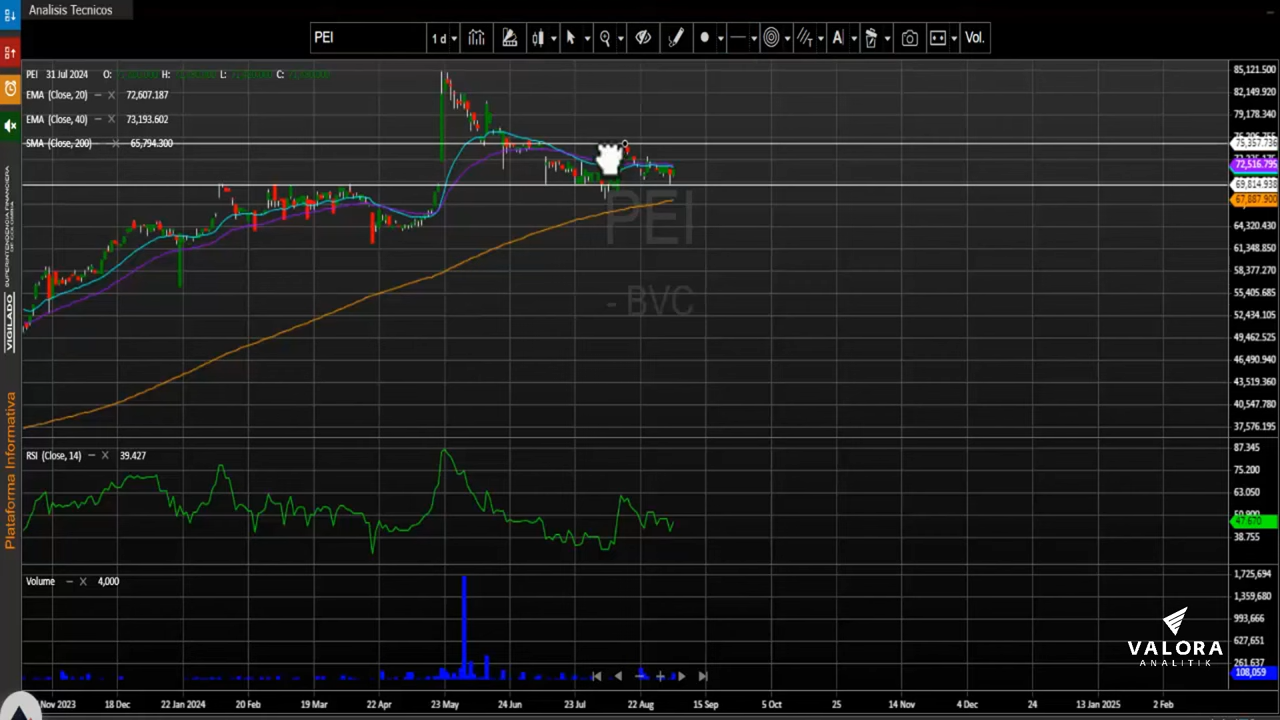 Analisis Tecnicos
PEI
1 d
Vol.
PEI 31 Jul 2024 O: H: L: C:
EMA (Close, 20) — X 72,607.187
EMA (Close, 40) — X 73,193.602
SMA (Close, 200) — X 65,794.300
85,121.500
82,149.920
79,178.340
75,357.736
72,516.795
69,814.938
67,887.900
64,320.430
61,348.850
58,377.270
55,405.685
52,434.105
49,462.525
46,490.940
43,519.360
40,547.780
37,576.195
PEI
- BVC
RSI (Close, 14) — X 39.427
87.345
75.200
63.050
47.670
38.755
Volume — X 4,000
1,725,694
1,359,680
993,666
627,651
261,637
108,059
Nov 2023 18 Dec 22 Jan 2024 20 Feb 19 Mar 22 Apr 23 May 24 Jun 23 Jul 22 Aug 15 Sep 5 Oct 25 14 Nov 4 Dec 24 13 Jan 2025 2 Feb
VALORA
ANALITIK
VIGILADO
SUPERINTENDENCIA FINANCIERA
Plataforma Informativa